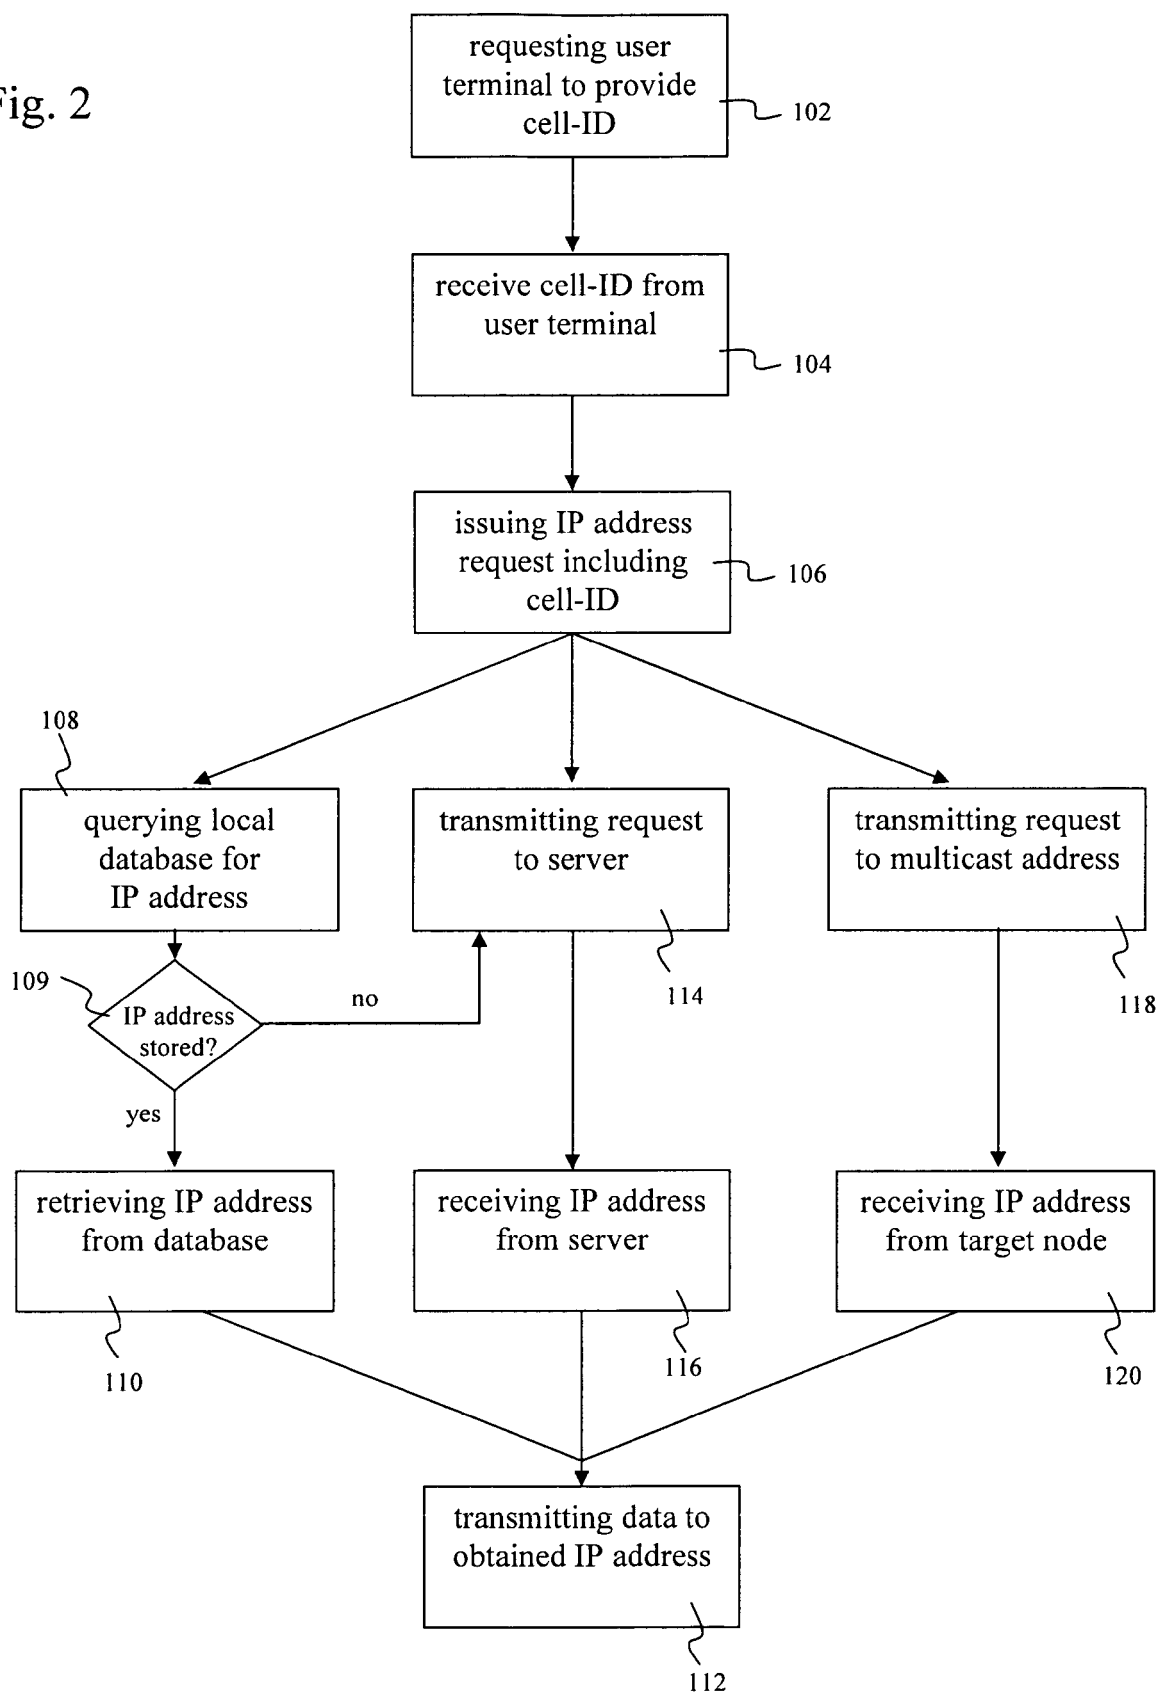 requesting user
terminal to provide
cell-ID
Fig. 2
102
receive cell-ID from
user terminal
104
issuing IP address
request including
cell-ID
106
108
querying local
database for
IP address
transmitting request
to server
transmitting request
to multicast address
109
IP address
stored?
no
114
118
yes
retrieving IP address
from database
receiving IP address
from server
receiving IP address
from target node
110
116
120
transmitting data to
obtained IP address
112